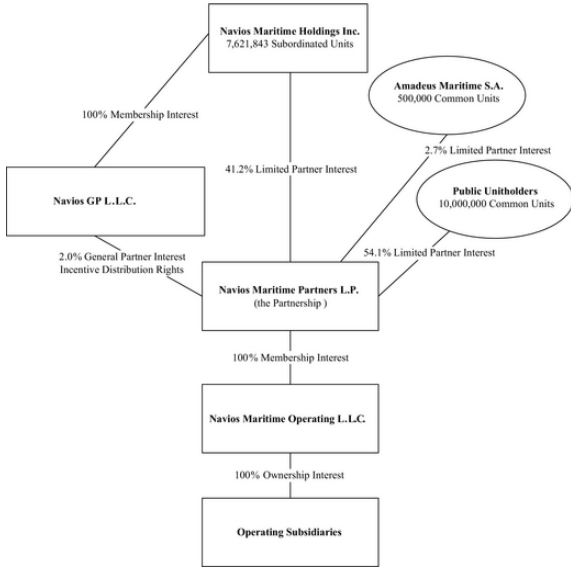 Navios Maritime Holdings Inc.
7,621,843 Subordinated Units
Amadeus Maritime S.A.
500,000 Common Units
100% Membership Interest
2.7% Limited Partner Interest
41.2% Limited Partner Interest
Public Unitholders
10,000,000 Common Units
Navios GP L.L.C.
2.0% General Partner Interest
Incentive Distribution Rights
54.1% Limited Partner Interest
Navios Maritime Partners L.P.
(the Partnership )
100% Membership Interest
Navios Maritime Operating L.L.C.
100% Ownership Interest
Operating Subsidiaries